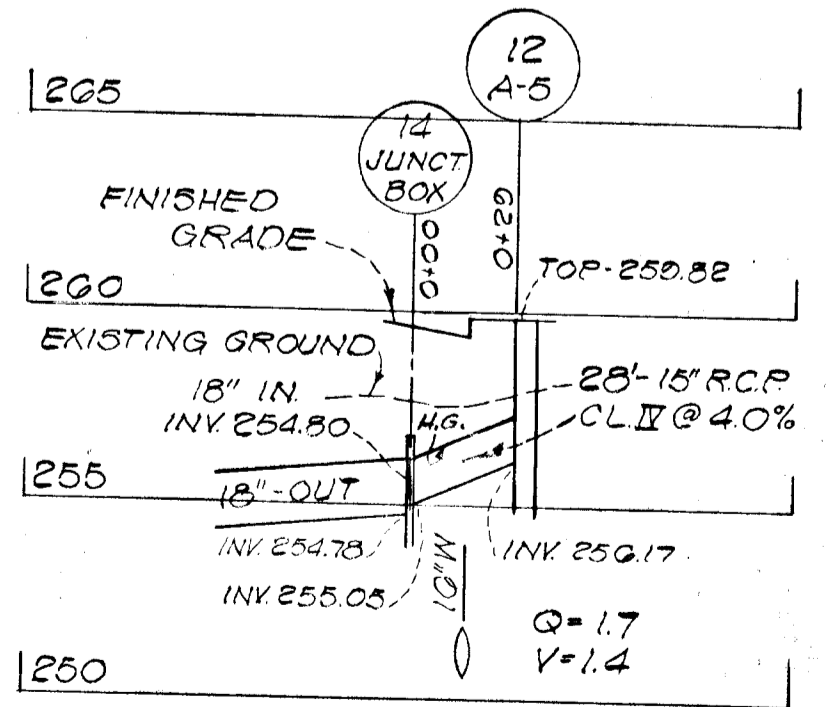 12
A-5
265
14
JUNCT.
BOX
FINISHED
GRADE
0+00
0+29
TOP-259.82
260
EXISTING GROUND
18" IN.
INV. 254.80
H.G.
28'-15" R.C.P.
CL. IV @ 4.0%
255
18"-OUT
INV. 254.78
INV. 255.05
10" W
INV. 256.17
Q= 1.7
V= 1.4
250